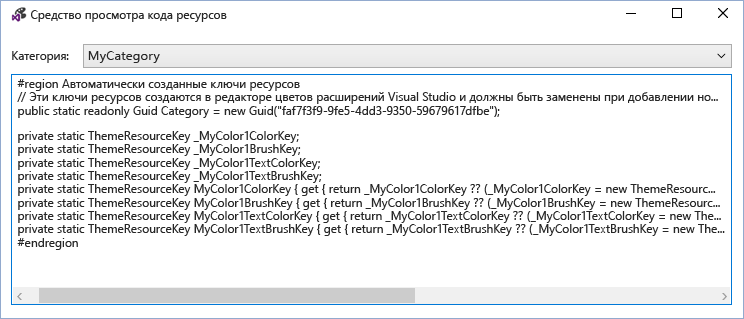 Средство просмотра кода ресурсов
Категория: MyCategory
#region Автоматически созданные ключи ресурсов
// Эти ключи ресурсов создаются в редакторе цветов расширений Visual Studio и должны быть заменены при добавлении но...
public static readonly Guid Category = new Guid("faf7f3f9-9fe5-4dd3-9350-59679617dfbe");
private static ThemeResourceKey _MyColor1ColorKey;
private static ThemeResourceKey _MyColor1BrushKey;
private static ThemeResourceKey _MyColor1TextColorKey;
private static ThemeResourceKey _MyColor1TextBrushKey;
private static ThemeResourceKey MyColor1ColorKey { get { return _MyColor1ColorKey ?? (_MyColor1ColorKey = new ThemeResourc...
private static ThemeResourceKey MyColor1BrushKey { get { return _MyColor1BrushKey ?? (_MyColor1BrushKey = new ThemeResour...
private static ThemeResourceKey MyColor1TextColorKey { get { return _MyColor1TextColorKey ?? (_MyColor1TextColorKey = new The...
private static ThemeResourceKey MyColor1TextBrushKey { get { return _MyColor1TextBrushKey ?? (_MyColor1TextBrushKey = new The...
#endregion